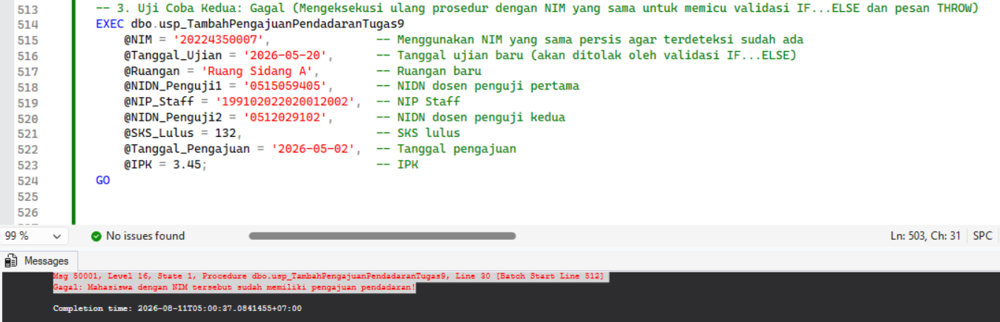 513 -- 3. Uji Coba Kedua: Gagal (Mengeksekusi ulang prosedur dengan NIM yang sama untuk memicu validasi IF...ELSE dan pesan THROW)
514 EXEC dbo.usp_TambahPengajuanPendadaranTugas9
515 @NIM = '20224350007', -- Menggunakan NIM yang sama persis agar terdeteksi sudah ada
516 @Tanggal_Ujian = '2026-05-20', -- Tanggal ujian baru (akan ditolak oleh validasi IF...ELSE)
517 @Ruangan = 'Ruang Sidang A', -- Ruangan baru
518 @NIDN_Penguji1 = '0515059405', -- NIDN dosen penguji pertama
519 @NIP_Staff = '199102022020012002', -- NIP Staff
520 @NIDN_Penguji2 = '0512029102', -- NIDN dosen penguji kedua
521 @SKS_Lulus = 132, -- SKS lulus
522 @Tanggal_Pengajuan = '2026-05-02', -- Tanggal pengajuan
523 @IPK = 3.45; -- IPK
524 GO
525
526
99 % No issues found Ln: 503, Ch: 31 SPC
Messages
Msg 50001, Level 16, State 1, Procedure dbo.usp_TambahPengajuanPendadaranTugas9, Line 30 [Batch Start Line 512]
Gagal: Mahasiswa dengan NIM tersebut sudah memiliki pengajuan pendadaran!
Completion time: 2026-08-11T05:00:37.0841455+07:00